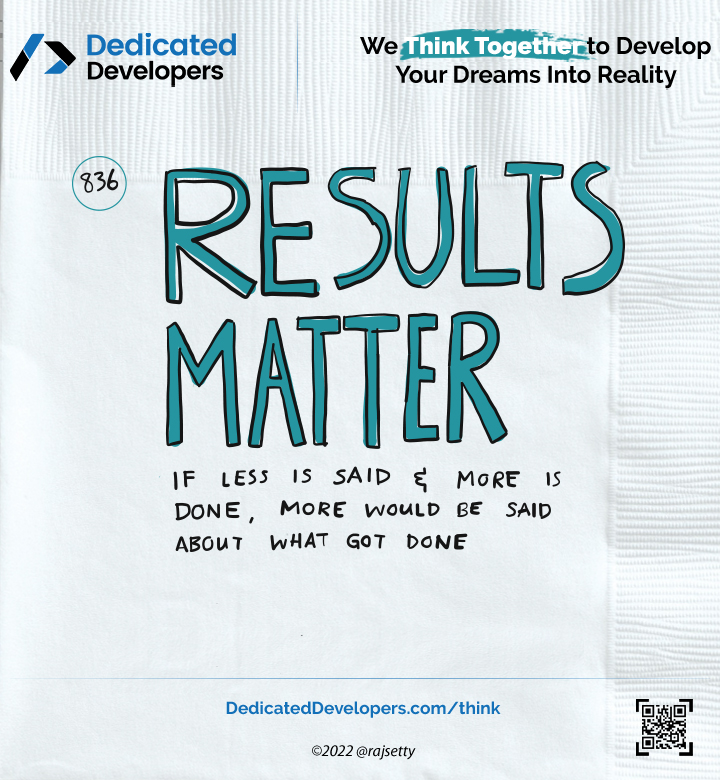 Dedicated
Developers
We Think Together to Develop
Your Dreams Into Reality
836
RESULTS
MATTER
IF LESS IS SAID & MORE IS
DONE, MORE WOULD BE SAID
ABOUT WHAT GOT DONE
DedicatedDevelopers.com/think
©2022 @rajsetty